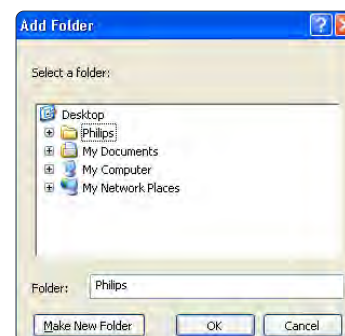 Add Folder
Select a folder:
Desktop
Philips
My Documents
My Computer
My Network Places
Folder: Philips
Make New Folder OK Cancel